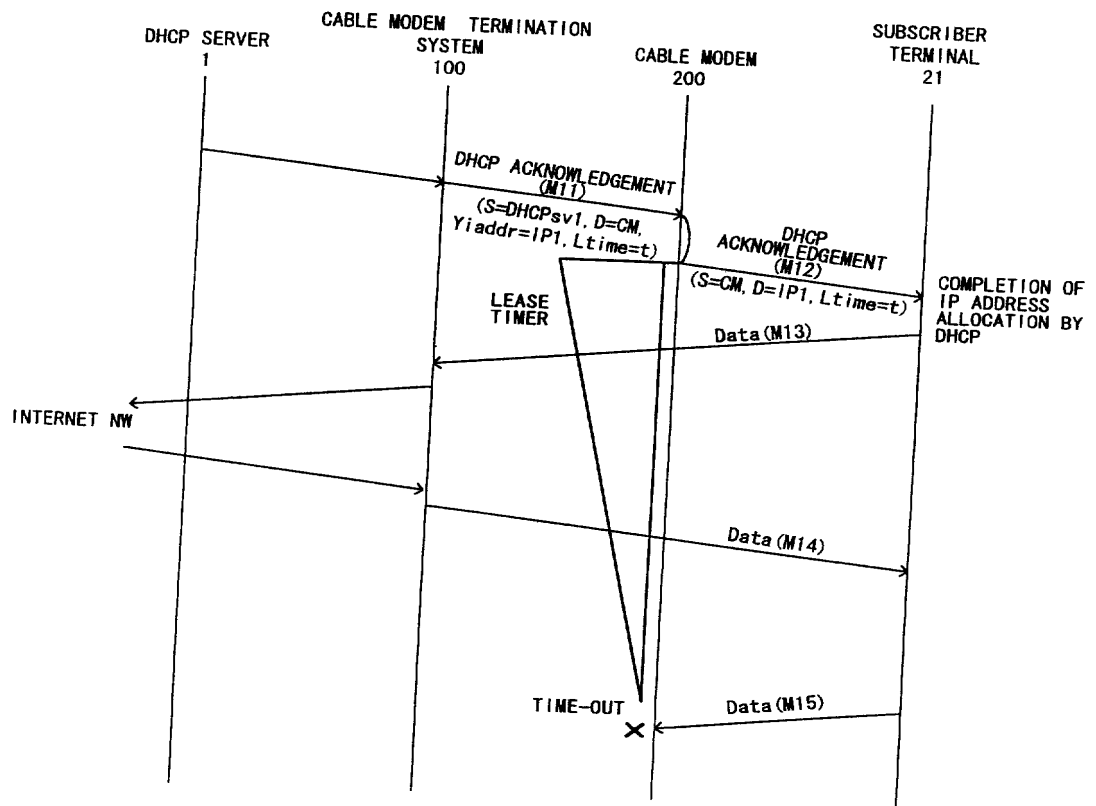 DHCP SERVER
1
CABLE MODEM TERMINATION
SYSTEM
100
CABLE MODEM
200
SUBSCRIBER
TERMINAL
21
DHCP ACKNOWLEDGEMENT
(M11)
(S=DHCPsv1, D=CM,
Yiaddr=IP1, Ltime=t)
DHCP
ACKNOWLEDGEMENT
(M12)
(S=CM, D=IP1, Ltime=t)
COMPLETION OF
IP ADDRESS
ALLOCATION BY
DHCP
LEASE
TIMER
Data(M13)
INTERNET NW
Data(M14)
TIME-OUT
Data(M15)